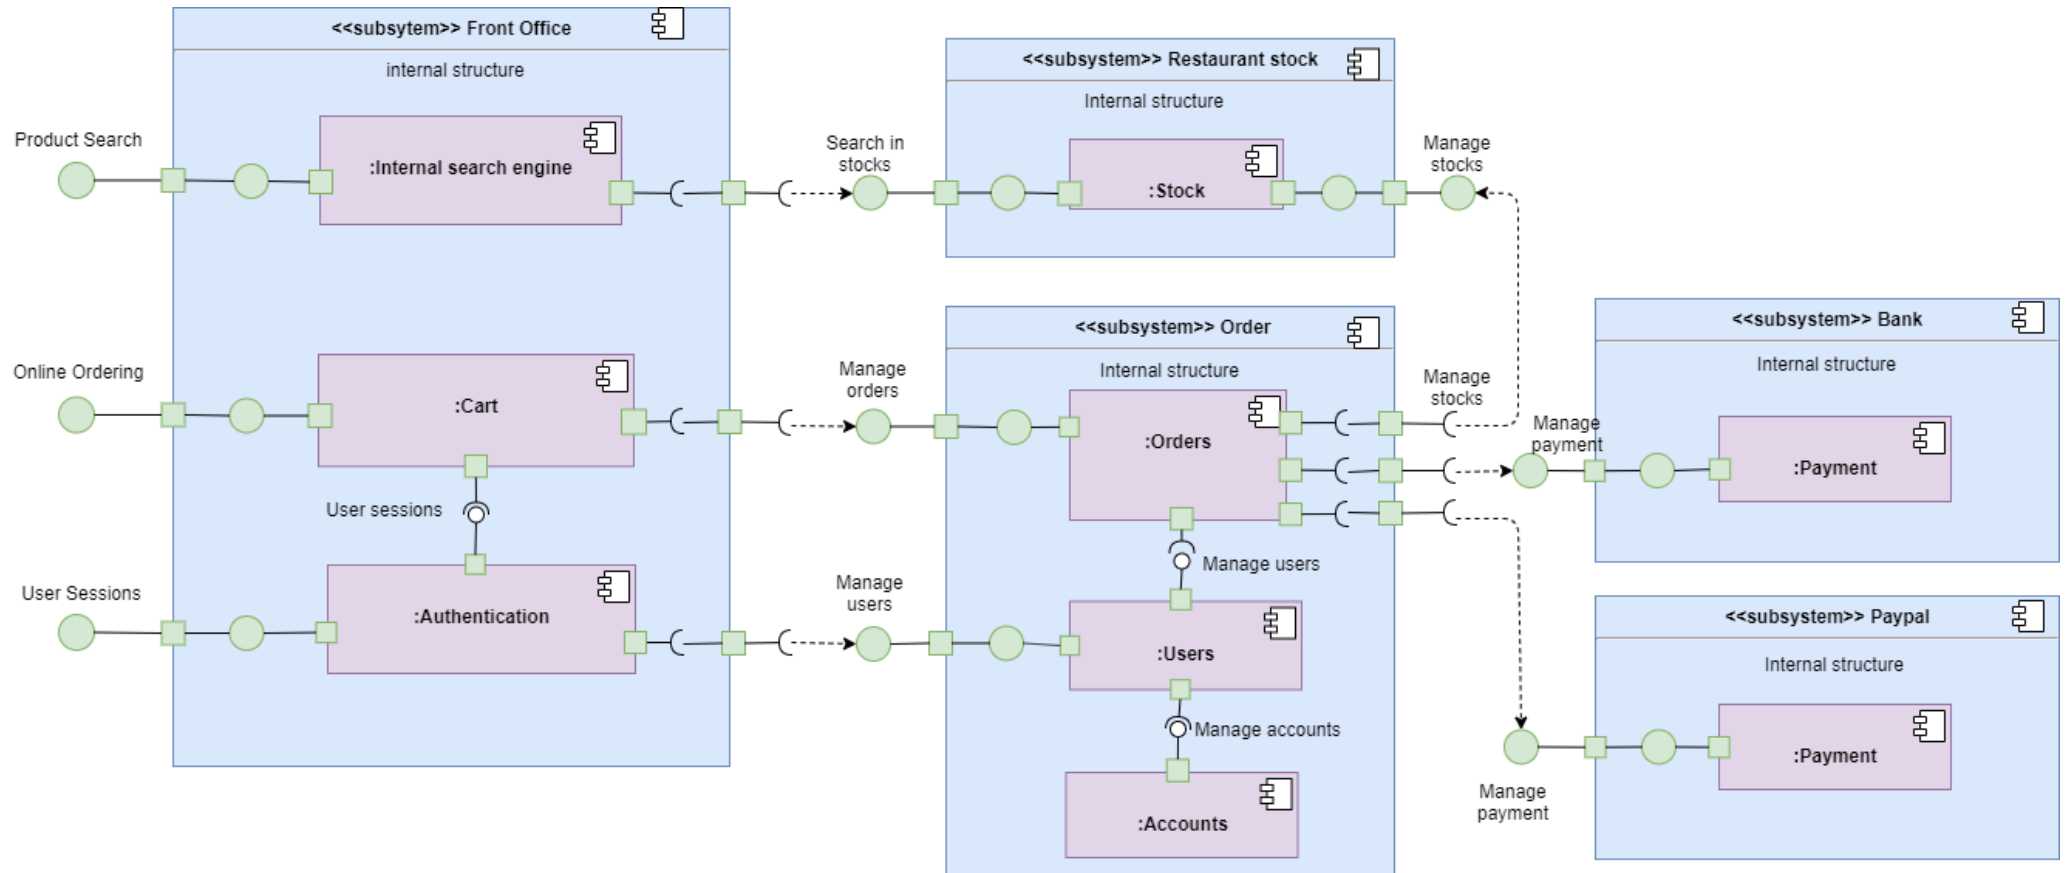 <<subsytem>> Front Office
internal structure
Product Search
:Internal search engine
Online Ordering
:Cart
User sessions
User Sessions
:Authentication
Search in
stocks
<<subsystem>> Restaurant stock
Internal structure
:Stock
Manage
stocks
Manage
orders
<<subsystem>> Order
Internal structure
:Orders
Manage
stocks
Manage users
Manage
users
:Users
Manage accounts
:Accounts
Manage
payment
<<subsystem>> Bank
Internal structure
:Payment
<<subsystem>> Paypal
Internal structure
:Payment
Manage
payment